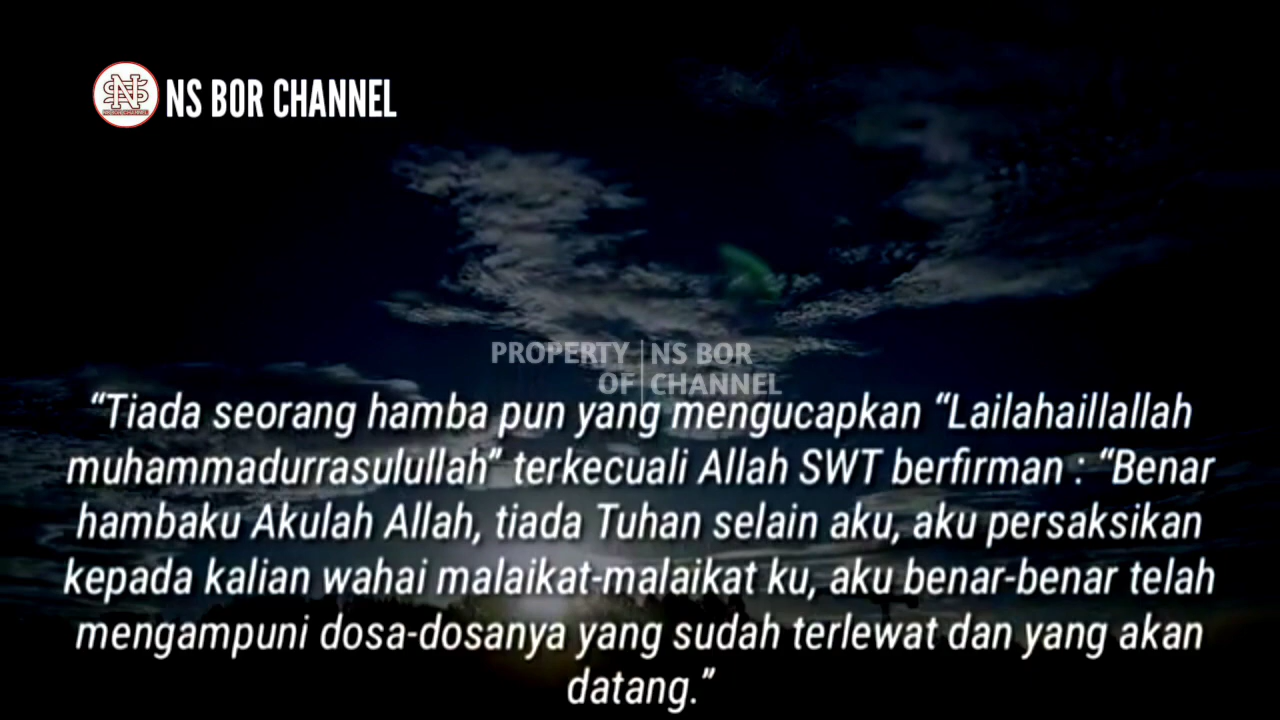 NS BOR CHANNEL
PROPERTY OF
NS BOR CHANNEL
“Tiada seorang hamba pun yang mengucapkan “Lailahaillallah
muhammadurrasulullah” terkecuali Allah SWT berfirman : “Benar
hambaku Akulah Allah, tiada Tuhan selain aku, aku persaksikan
kepada kalian wahai malaikat-malaikat ku, aku benar-benar telah
mengampuni dosa-dosanya yang sudah terlewat dan yang akan
datang.”